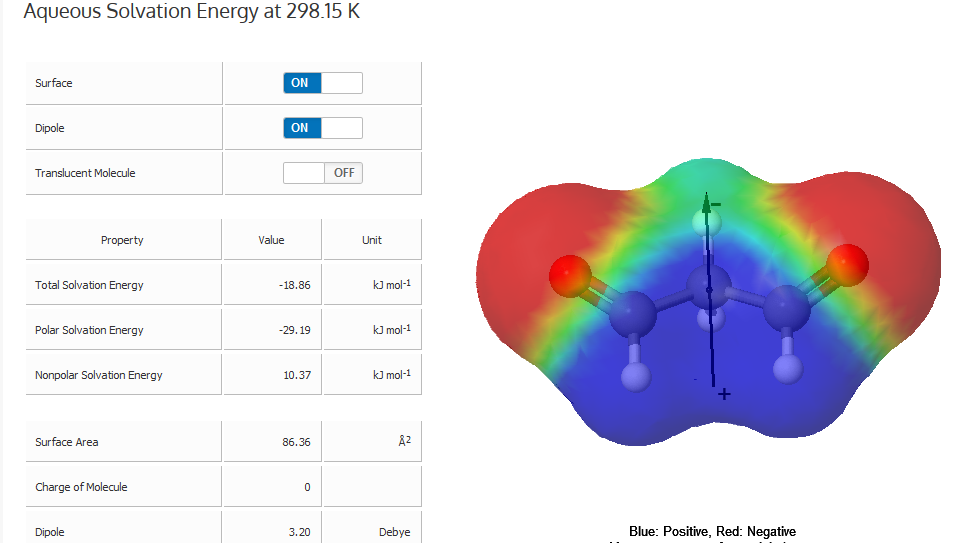 Aqueous Solvation Energy at 298.15 K
Surface ON
Dipole ON
Translucent Molecule OFF
Property Value Unit
Total Solvation Energy -18.86 kJ mol-1
Polar Solvation Energy -29.19 kJ mol-1
Nonpolar Solvation Energy 10.37 kJ mol-1
Surface Area 86.36 Å2
Charge of Molecule 0
Dipole 3.20 Debye
−
+
Blue: Positive, Red: Negative